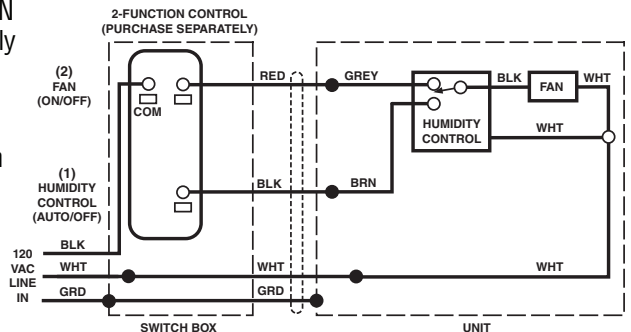 N
ly
n
2-FUNCTION CONTROL
(PURCHASE SEPARATELY)
(2)
FAN
(ON/OFF)
COM
RED
GREY
BLK
FAN
WHT
HUMIDITY
CONTROL
WHT
(1)
HUMIDITY
CONTROL
(AUTO/OFF)
BLK
BRN
120
VAC
LINE
IN
BLK
WHT
WHT
WHT
GRD
GRD
SWITCH BOX
UNIT